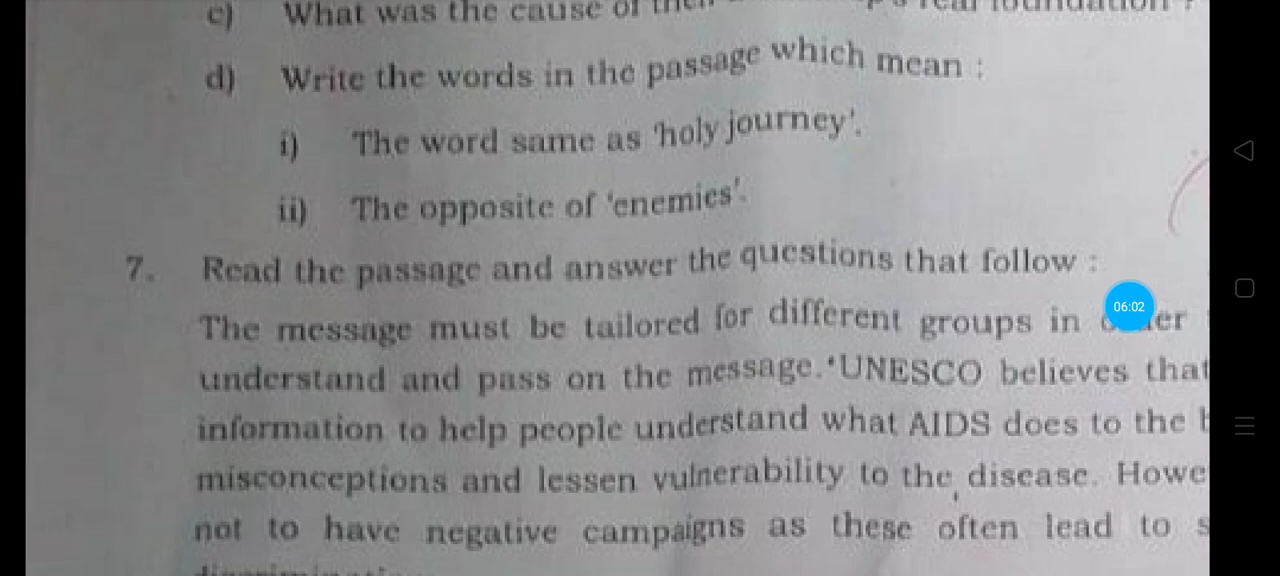 c) What was the cause of
d) Write the words in the passage which mean :
i) The word same as 'holy journey'.
ii) The opposite of 'enemies'.
7. Read the passage and answer the questions that follow :
The message must be tailored for different groups in
06:02
understand and pass on the message. 'UNESCO believes that
information to help people understand what AIDS does to the
misconceptions and lessen vulnerability to the disease.
not to have negative campaigns as these often lead to